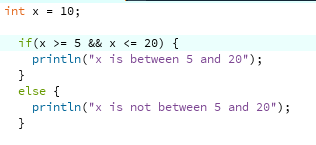 int x = 10;
if(x >= 5 && x <= 20) {
println("x is between 5 and 20");
}
else {
println("x is not between 5 and 20");
}